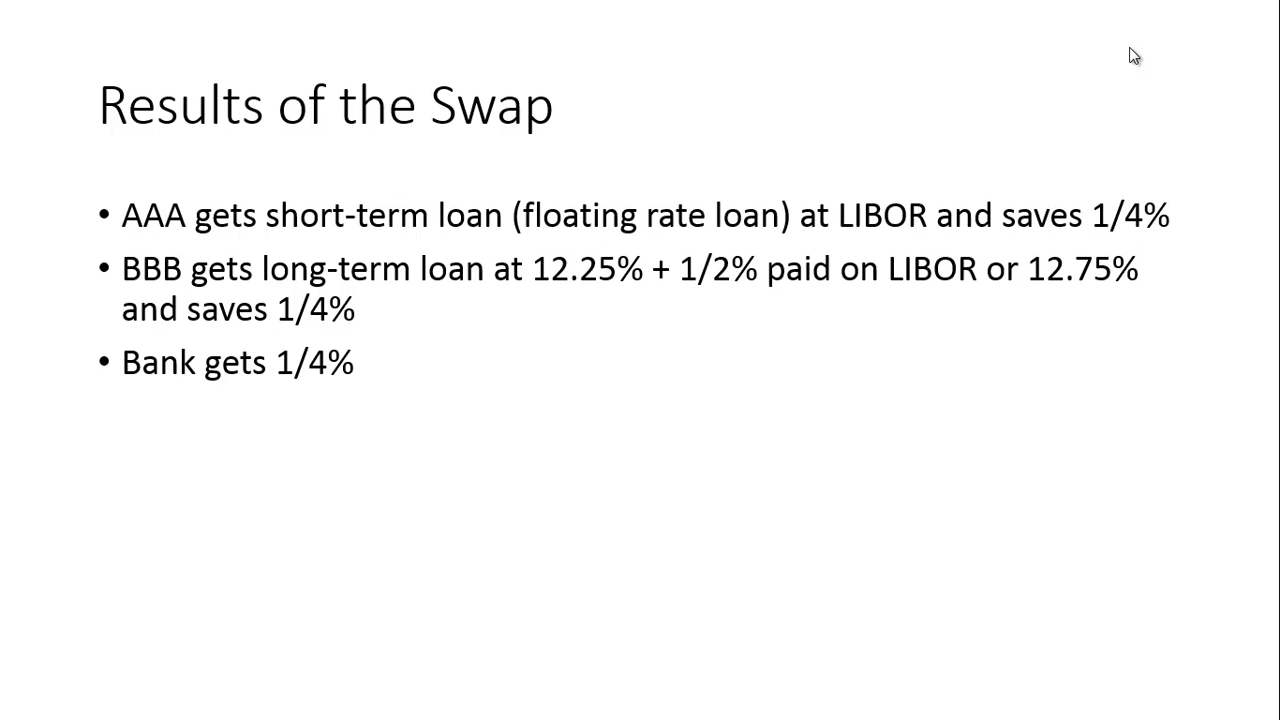 Results of the Swap
• AAA gets short-term loan (floating rate loan) at LIBOR and saves 1/4%
• BBB gets long-term loan at 12.25% + 1/2% paid on LIBOR or 12.75%
and saves 1/4%
• Bank gets 1/4%